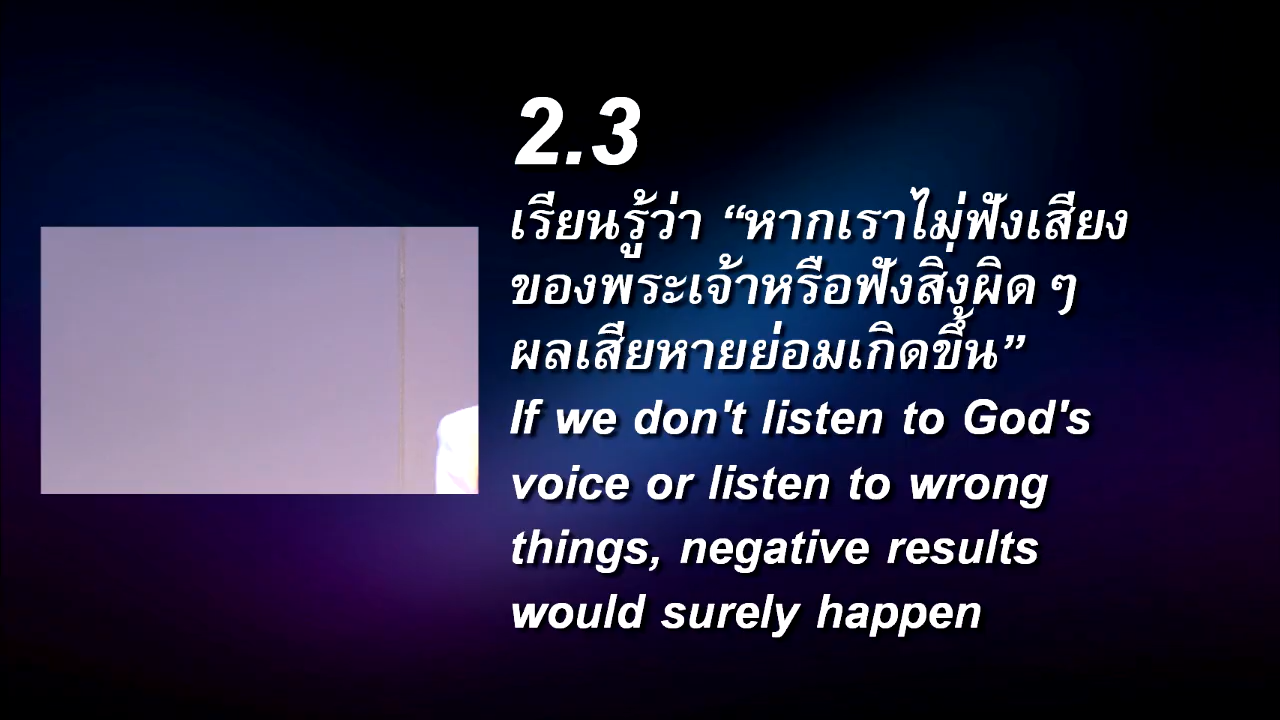 2.3
เรียนรู้ว่า “หากเราไม่ฟังเสียง
ของพระเจ้าหรือฟังสิ่งผิด ๆ
ผลเสียหายย่อมเกิดขึ้น”
If we don't listen to God's
voice or listen to wrong
things, negative results
would surely happen